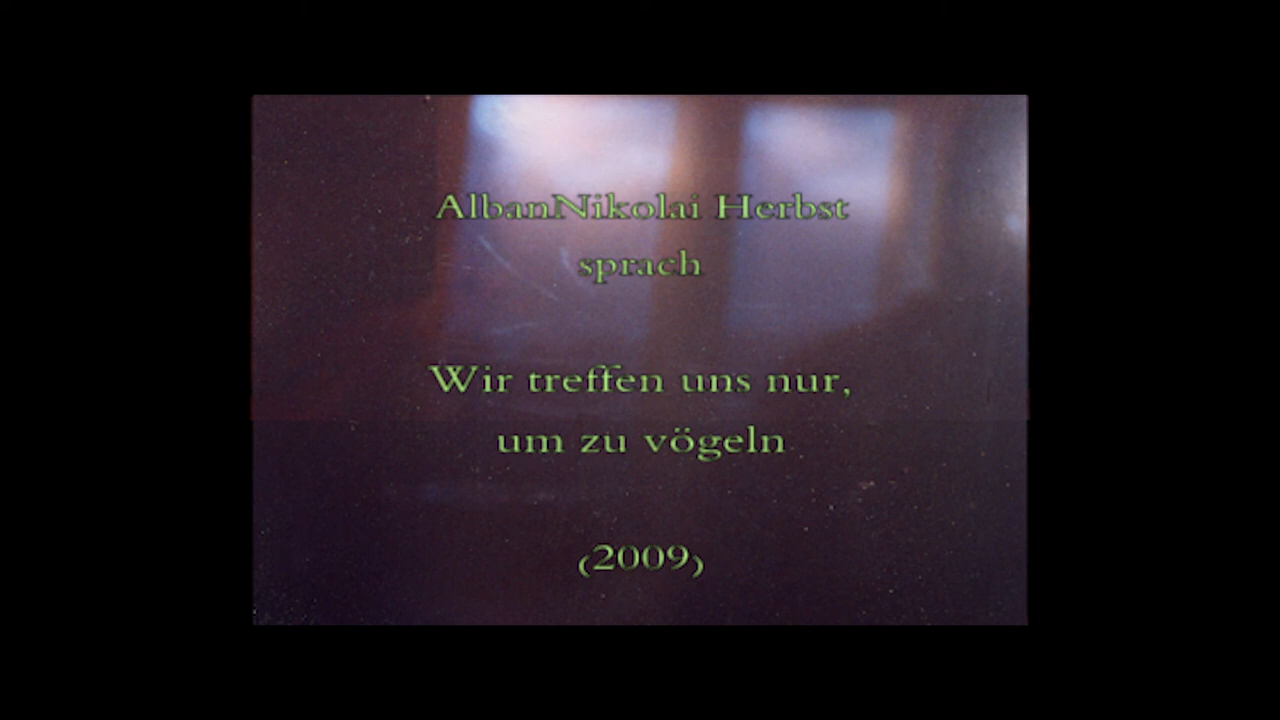 AlbanNikolai Herbst
sprach
Wir treffen uns nur,
um zu vögeln
(2009)